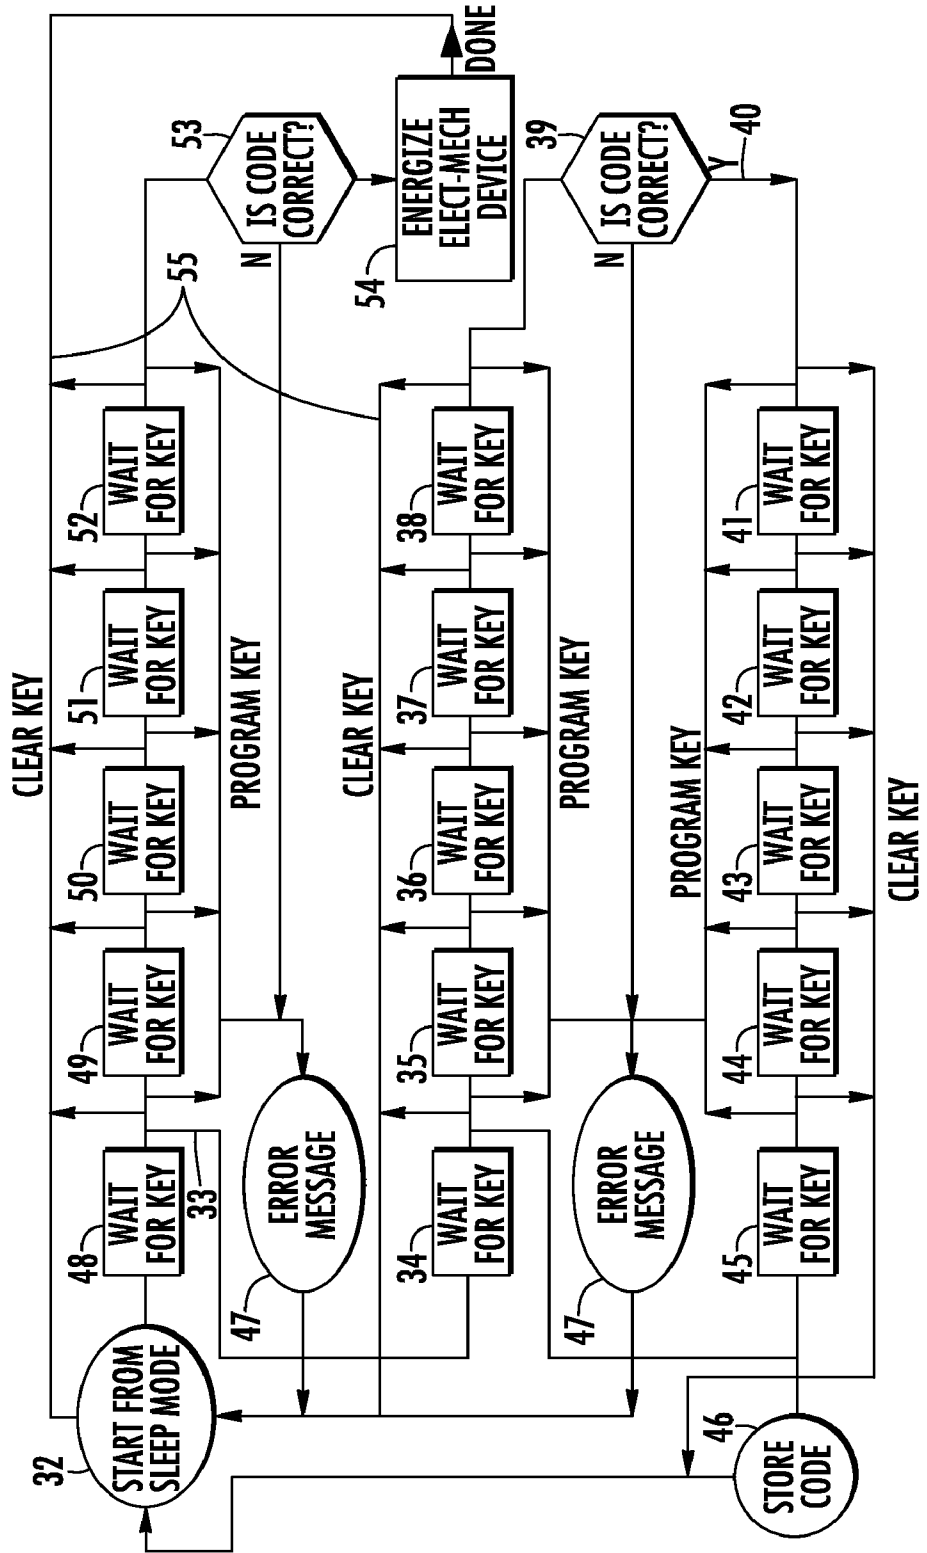 CLEAR KEY
32
START FROM
SLEEP MODE
48
WAIT
FOR KEY
49
WAIT
FOR KEY
50
WAIT
FOR KEY
51
WAIT
FOR KEY
52
WAIT
FOR KEY
55
53
IS CODE
CORRECT?
N
33
PROGRAM KEY
47
ERROR
MESSAGE
54
ENERGIZE
ELECT-MECH
DEVICE
DONE
CLEAR KEY
34
WAIT
FOR KEY
35
WAIT
FOR KEY
36
WAIT
FOR KEY
37
WAIT
FOR KEY
38
WAIT
FOR KEY
39
IS CODE
CORRECT?
N
Y
40
PROGRAM KEY
47
ERROR
MESSAGE
PROGRAM KEY
46
STORE
CODE
45
WAIT
FOR KEY
44
WAIT
FOR KEY
43
WAIT
FOR KEY
42
WAIT
FOR KEY
41
WAIT
FOR KEY
CLEAR KEY